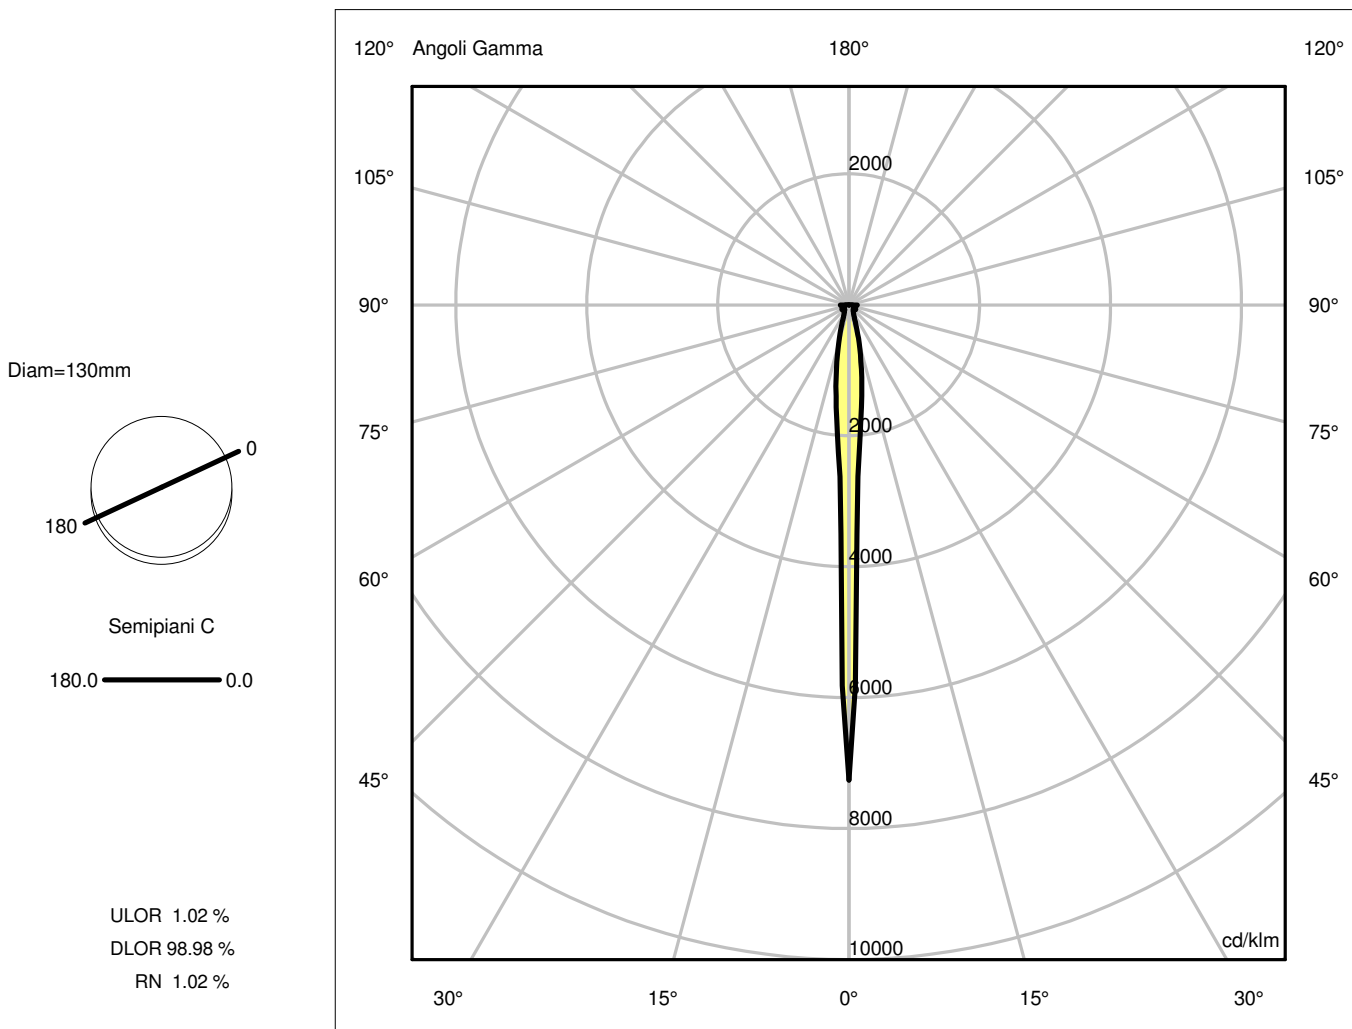 120° Angoli Gamma 180° 120°
2000
105° 105°
90° 90°
Diam=130mm
2000
75° 75°
0
180
4000
60° 60°
Semipiani C
180.0 0.0
6000
45° 45°
8000
ULOR 1.02 %
cd/klm
DLOR 98.98 %
10000
RN 1.02 %
30° 15° 0° 15° 30°